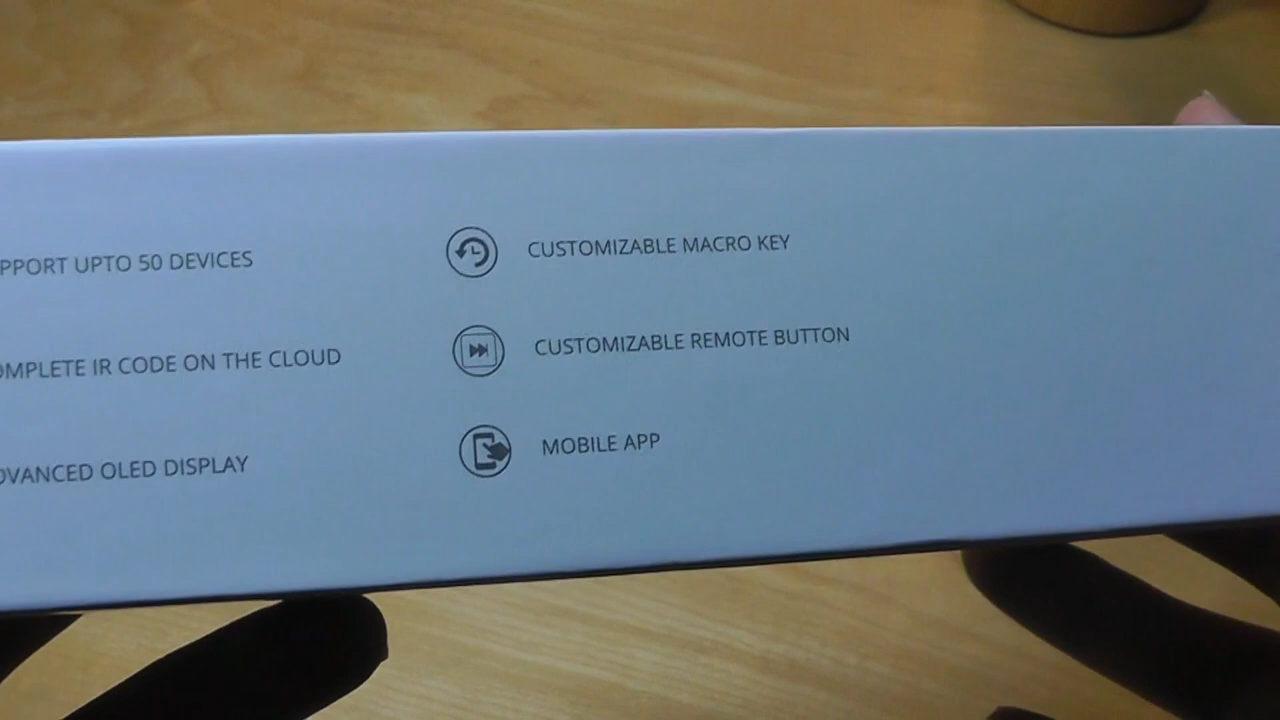 PPORT UPTO 50 DEVICES
OMPLETE IR CODE ON THE CLOUD
DVANCED OLED DISPLAY
CUSTOMIZABLE MACRO KEY
CUSTOMIZABLE REMOTE BUTTON
MOBILE APP